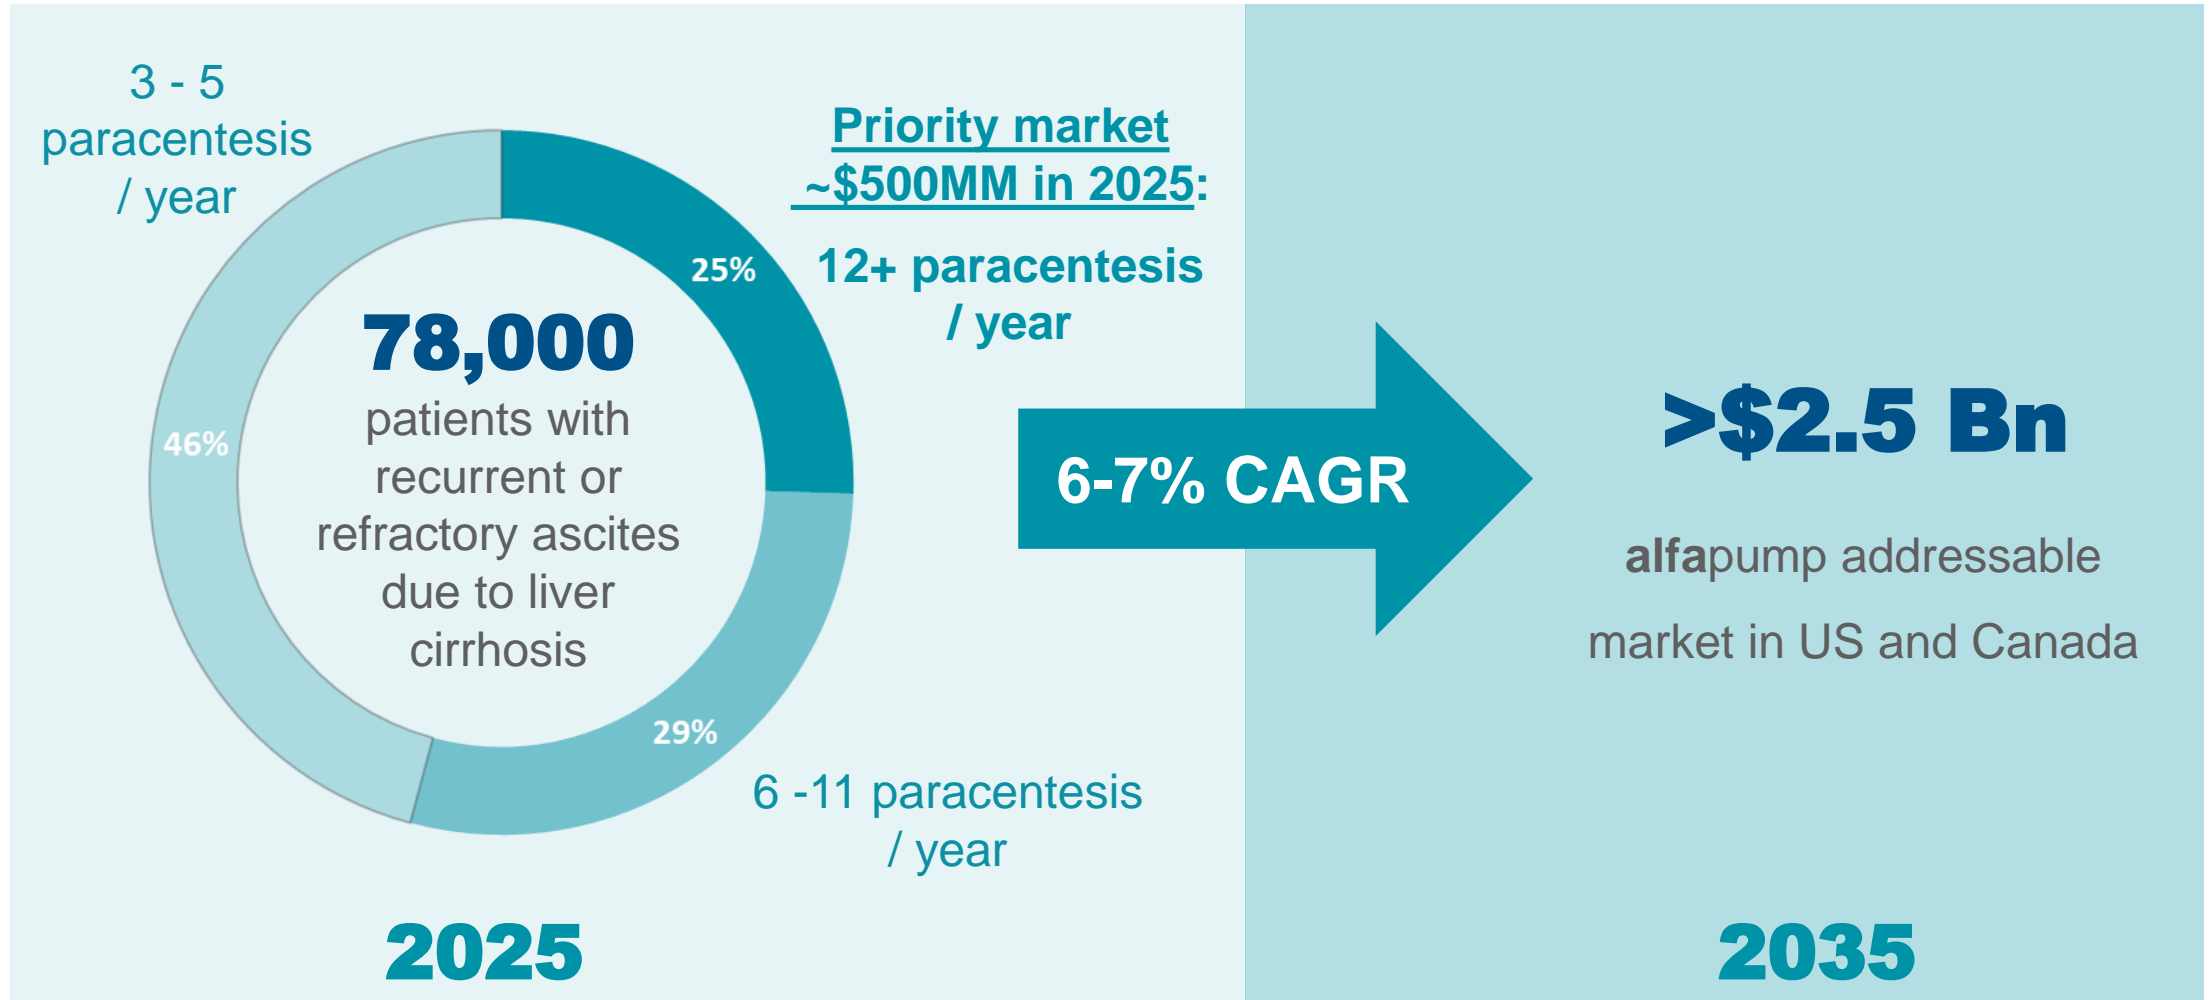 3 - 5
paracentesis
/ year
Priority market
~$500MM in 2025:
12+ paracentesis
/ year
25%
46%
29%
78,000
patients with
recurrent or
refractory ascites
due to liver
cirrhosis
6 -11 paracentesis
/ year
2025
6-7% CAGR
>$2.5 Bn
alfapump addressable
market in US and Canada
2035